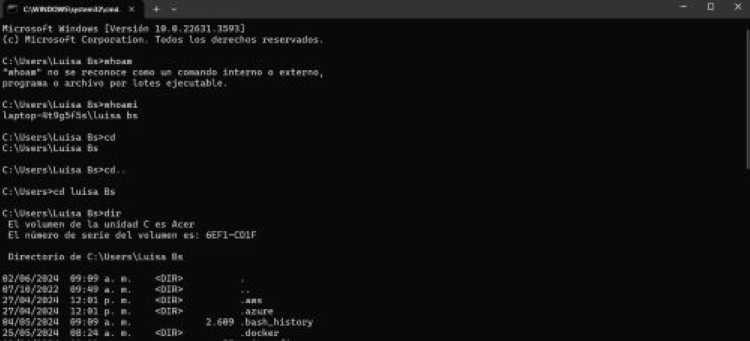 C:\WINDOWS\system32\cmd.
Microsoft Windows [Versión 10.0.22631.3593]
(c) Microsoft Corporation. Todos los derechos reservados.
C:\Users\Luisa Bs>whoam
"whoam" no se reconoce como un comando interno o externo,
programa o archivo por lotes ejecutable.
C:\Users\Luisa Bs>whoami
laptop-4t9g5f5s\luisa bs
C:\Users\Luisa Bs>cd
C:\Users\Luisa Bs
C:\Users\Luisa Bs>cd..
C:\Users>cd luisa Bs
C:\Users\Luisa Bs>dir
El volumen de la unidad C es Acer
El número de serie del volumen es: 6EF1-CD1F
Directorio de C:\Users\Luisa Bs
02/06/2024 09:09 a. m. <DIR> .
07/10/2022 09:49 a. m. <DIR> ..
27/04/2024 12:01 p. m. <DIR> .aws
27/04/2024 12:01 p. m. <DIR> .azure
04/05/2024 09:09 a. m. 2.609 .bash_history
25/05/2024 08:24 a. m. <DIR> .docker